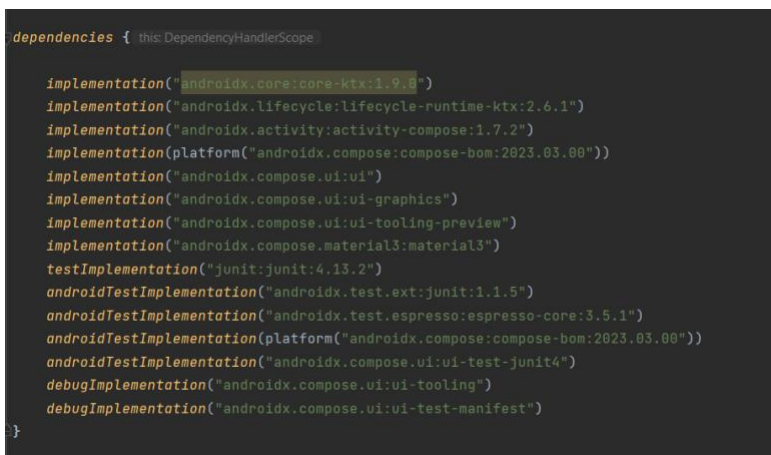 dependencies { this: DependencyHandlerScope
implementation("androidx.core:core-ktx:1.9.0")
implementation("androidx.lifecycle:lifecycle-runtime-ktx:2.6.1")
implementation("androidx.activity:activity-compose:1.7.2")
implementation(platform("androidx.compose:compose-bom:2023.03.00"))
implementation("androidx.compose.ui:ui")
implementation("androidx.compose.ui:ui-graphics")
implementation("androidx.compose.ui:ui-tooling-preview")
implementation("androidx.compose.material3:material3")
testImplementation("junit:junit:4.13.2")
androidTestImplementation("androidx.test.ext:junit:1.1.5")
androidTestImplementation("androidx.test.espresso:espresso-core:3.5.1")
androidTestImplementation(platform("androidx.compose:compose-bom:2023.03.00"))
androidTestImplementation("androidx.compose.ui:ui-test-junit4")
debugImplementation("androidx.compose.ui:ui-tooling")
debugImplementation("androidx.compose.ui:ui-test-manifest")
}